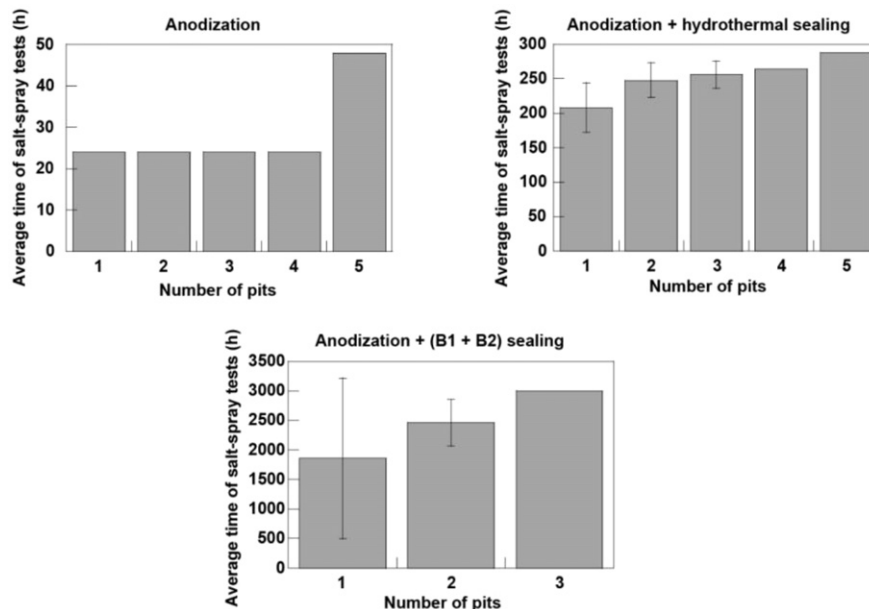 Anodization
Average time of salt-spray tests (h)
50
40
30
20
10
0
1 2 3 4 5
Number of pits
Anodization + hydrothermal sealing
Average time of salt-spray tests (h)
300
250
200
150
100
50
0
1 2 3 4 5
Number of pits
Anodization + (B1 + B2) sealing
Average time of salt-spray tests (h)
3500
3000
2500
2000
1500
1000
500
0
1 2 3
Number of pits